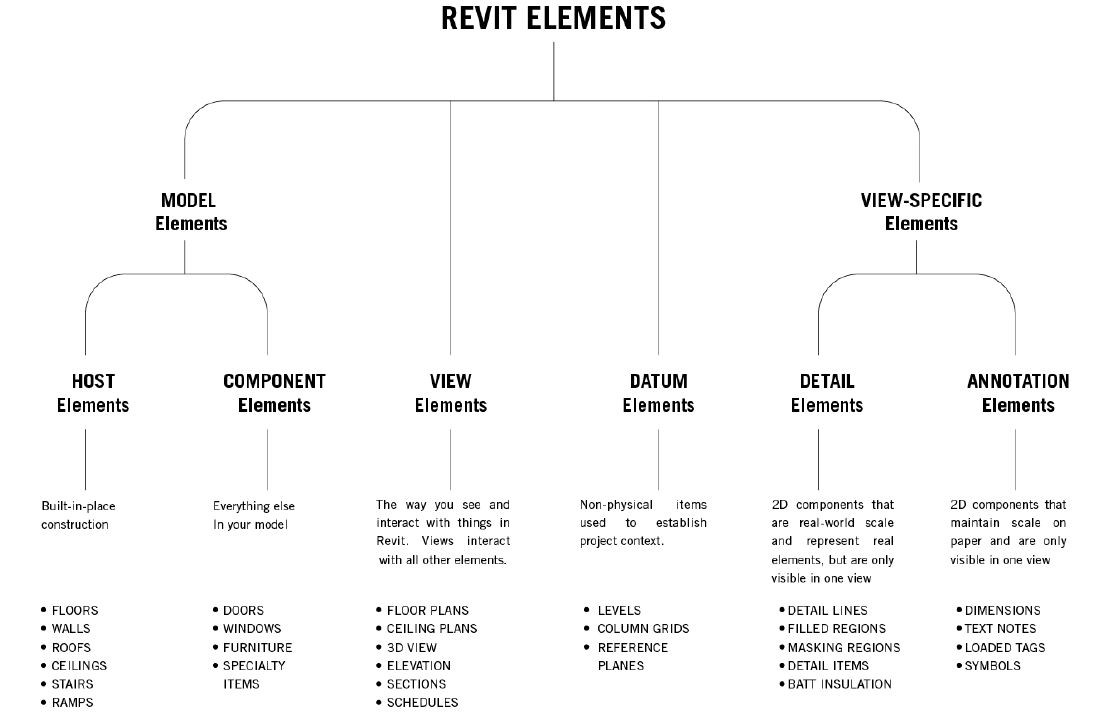 REVIT ELEMENTS
MODEL
Elements
VIEW-SPECIFIC
Elements
HOST
Elements
COMPONENT
Elements
VIEW
Elements
DATUM
Elements
DETAIL
Elements
ANNOTATION
Elements
Built-in-place
construction
Everything else
In your model
The way you see and
interact with things in
Revit. Views interact
with all other elements.
Non-physical items
used to establish
project context.
2D components that
are real-world scale
and represent real
elements, but are only
visible in one view
2D components that
maintain scale on
paper and are only
visible in one view
• FLOORS
• WALLS
• ROOFS
• CEILINGS
• STAIRS
• RAMPS
• DOORS
• WINDOWS
• FURNITURE
• SPECIALTY
ITEMS
• FLOOR PLANS
• CEILING PLANS
• 3D VIEW
• ELEVATION
• SECTIONS
• SCHEDULES
• LEVELS
• COLUMN GRIDS
• REFERENCE
PLANES
• DETAIL LINES
• FILLED REGIONS
• MASKING REGIONS
• DETAIL ITEMS
• BATT INSULATION
• DIMENSIONS
• TEXT NOTES
• LOADED TAGS
• SYMBOLS